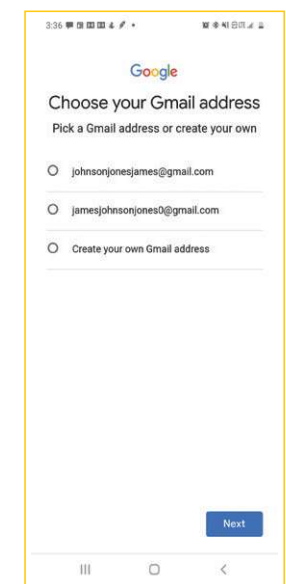 3:36
Google
Choose your Gmail address
Pick a Gmail address or create your own
johnsonjonesjames@gmail.com
jamesjohnsonjones0@gmail.com
Create your own Gmail address
Next